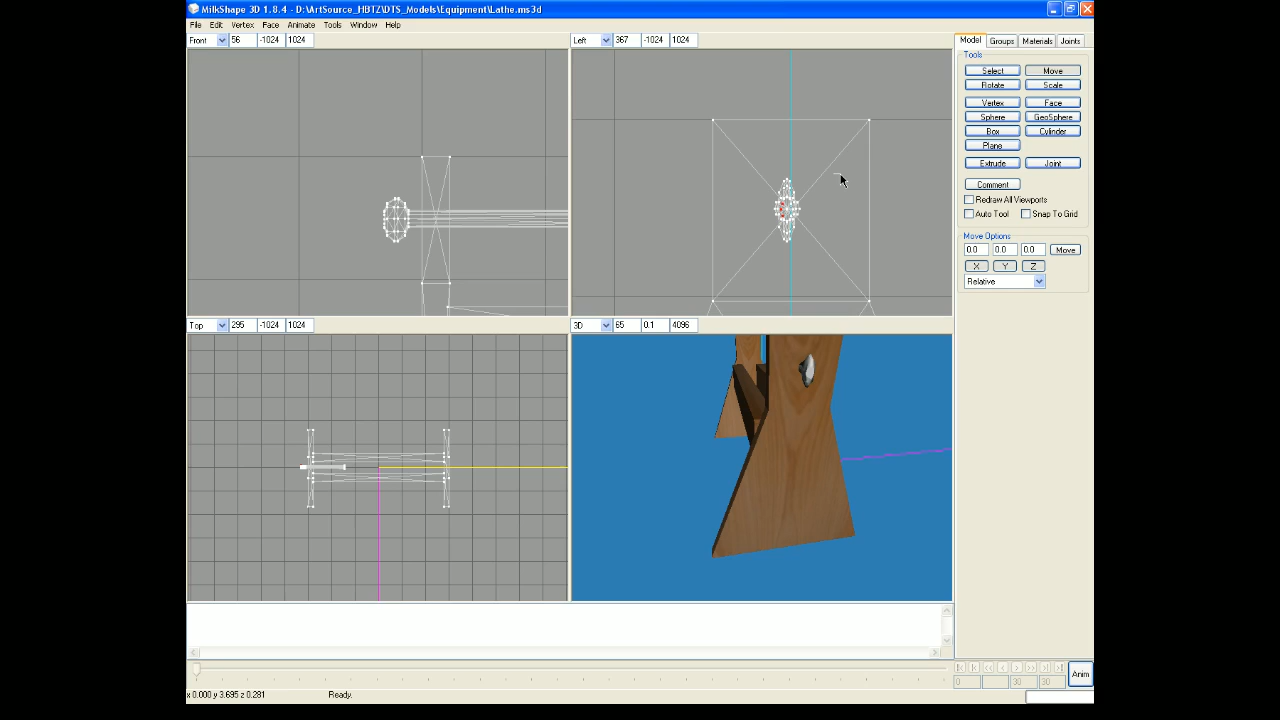 MilkShape 3D 1.8.4 - D:\ArtSource_HBTZ\DTS_Models\Equipment\Lathe.ms3d
File Edit Vertex Face Animate Tools Window Help
Front 56 -1024 1024
Left 367 -1024 1024
Model Groups Materials Joints
Tools
Select Move
Rotate Scale
Vertex Face
Sphere GeoSphere
Box Cylinder
Plane
Extrude Joint
Comment
Redraw All Viewports
Auto Tool Snap To Grid
Move Options
0.0 0.0 0.0 Move
X Y Z
Relative
Top 295 -1024 1024
3D 65 0.1 4096
0 30 30
Anim
x 0.000 y 3.695 z 0.281 Ready.